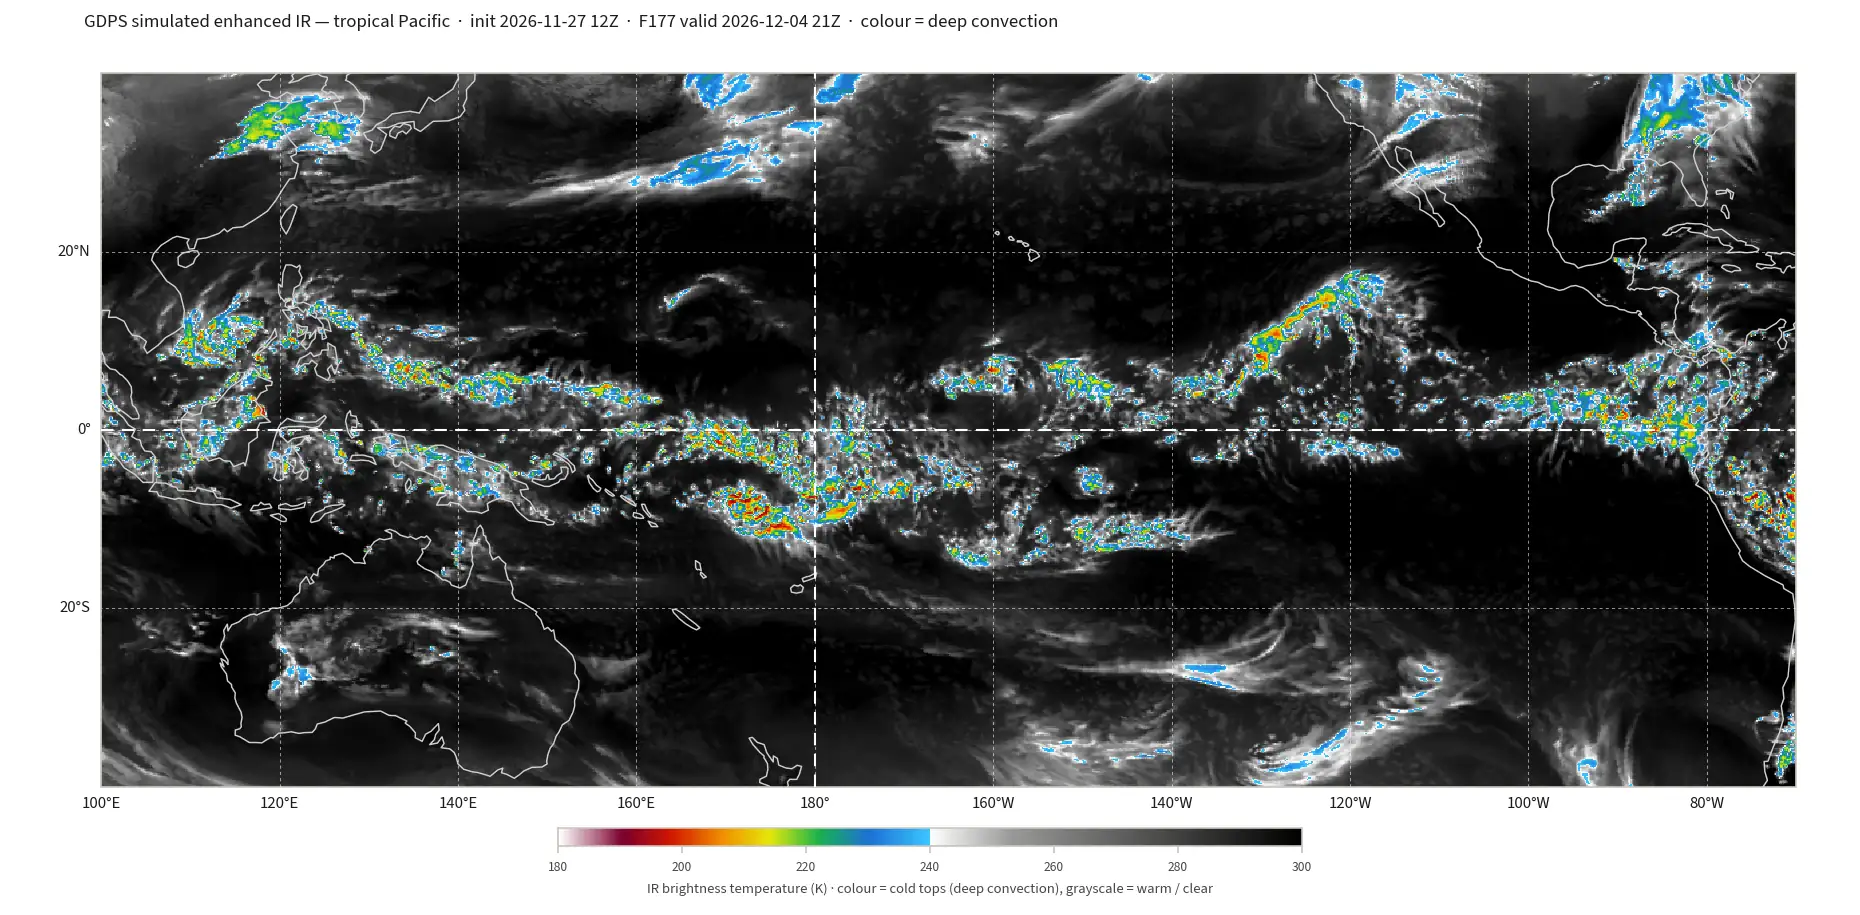 GDPS simulated enhanced IR — tropical Pacific · init 2026-11-27 12Z · F177 valid 2026-12-04 21Z · colour = deep convection
20°N
0°
20°S
100°E 120°E 140°E 160°E 180° 160°W 140°W 120°W 100°W 80°W
180 200 220 240 260 280 300
IR brightness temperature (K) · colour = cold tops (deep convection), grayscale = warm / clear